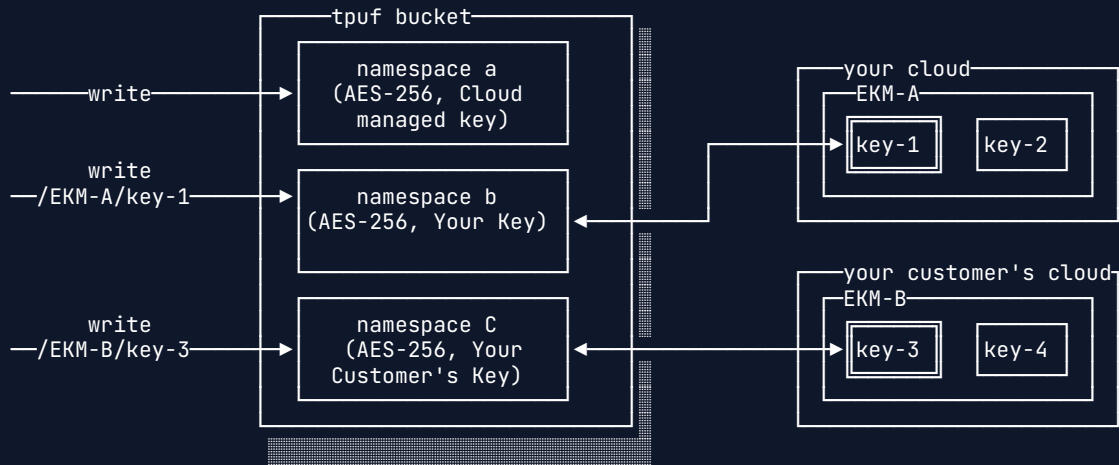 tpuf bucket
namespace a
(AES-256, Cloud
managed key)
write
write
/EKM-A/key-1
namespace b
(AES-256, Your Key)
write
/EKM-B/key-3
namespace C
(AES-256, Your
Customer's Key)
your cloud
EKM-A
key-1
key-2
your customer's cloud
EKM-B
key-3
key-4